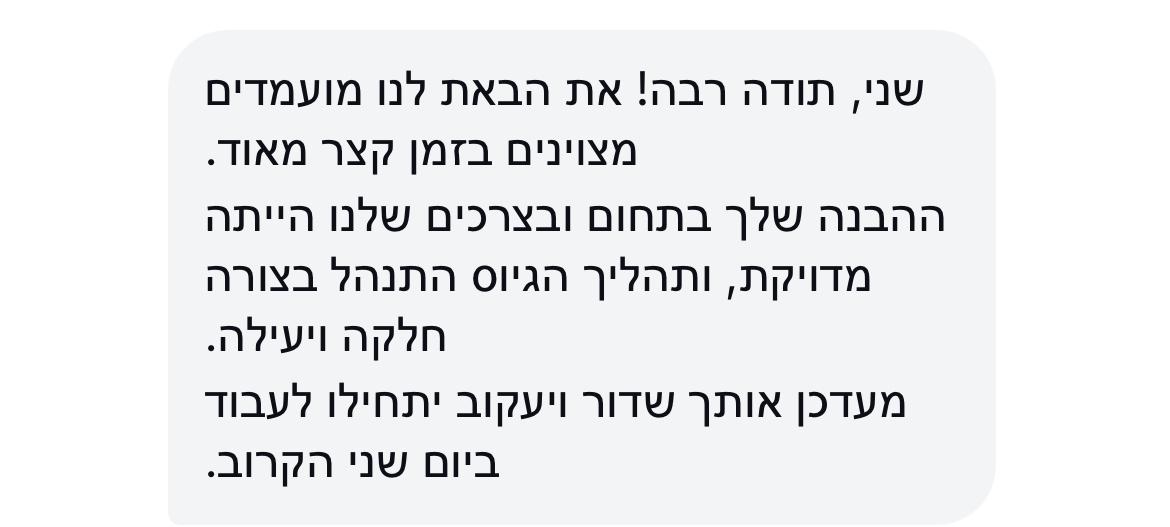 שני, תודה רבה! את הבאת לנו מועמדים
מצוינים בזמן קצר מאוד.
ההבנה שלך בתחום ובצרכים שלנו הייתה
מדויקת, ותהליך הגיוס התנהל בצורה
חלקה ויעילה.
מעדכן אותך שדור ויעקוב יתחילו לעבוד
ביום שני הקרוב.